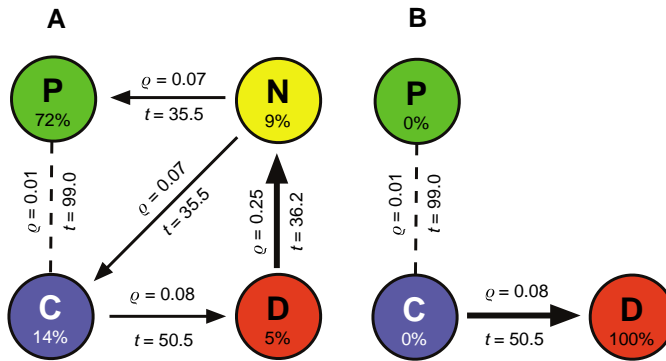 A
B
P
72%
ϱ = 0.07
t = 35.5
N
9%
P
0%
ϱ = 0.01
t = 99.0
ϱ = 0.07
t = 35.5
ϱ = 0.25
t = 36.2
ϱ = 0.01
t = 99.0
C
14%
ϱ = 0.08
t = 50.5
D
5%
C
0%
ϱ = 0.08
t = 50.5
D
100%